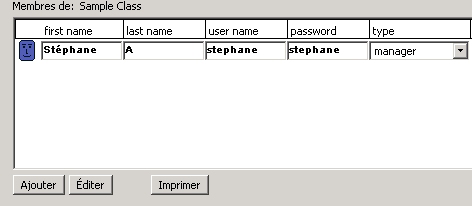 Membres de: Sample Class
first name last name user name password type
Stéphane A stephane stephane manager
Ajouter Éditer Imprimer